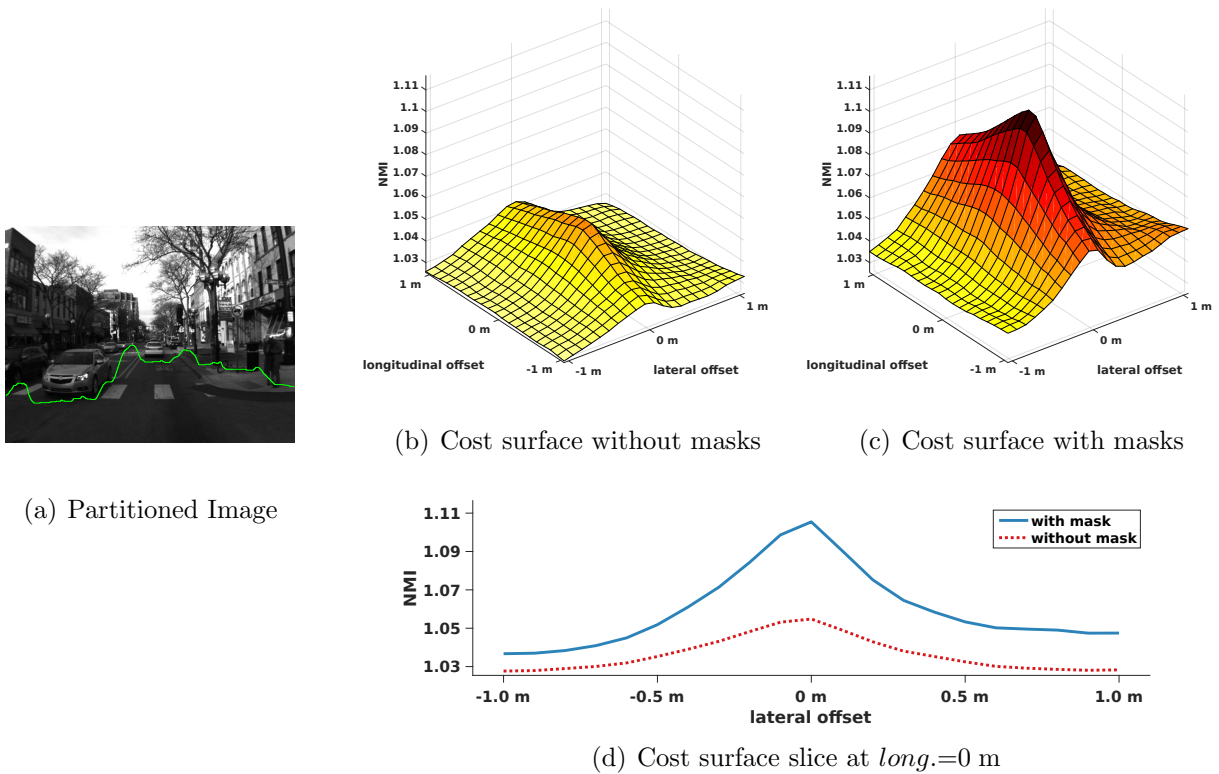 1.11
1.1
1.09
1.08
1.07
1.06
1.05
1.04
1.03
NMI
1 m
0 m
-1 m
longitudinal offset
-1 m
0 m
1 m
lateral offset
1.11
1.1
1.09
1.08
1.07
1.06
1.05
1.04
1.03
NMI
1 m
0 m
-1 m
longitudinal offset
-1 m
0 m
1 m
lateral offset
(b) Cost surface without masks
(c) Cost surface with masks
(a) Partitioned Image
1.11
1.09
1.07
1.05
1.03
NMI
with mask
without mask
-1.0 m
-0.5 m
0 m
0.5 m
1.0 m
lateral offset
(d) Cost surface slice at long.=0 m